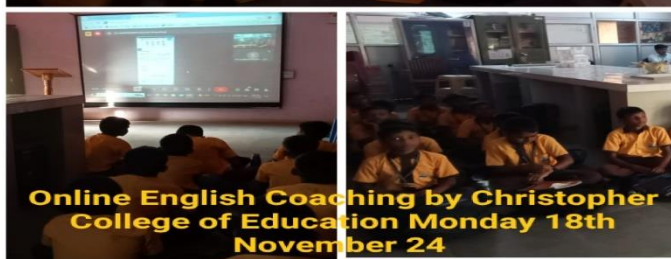 Online English Coaching by Christopher
College of Education Monday 18th
November 24